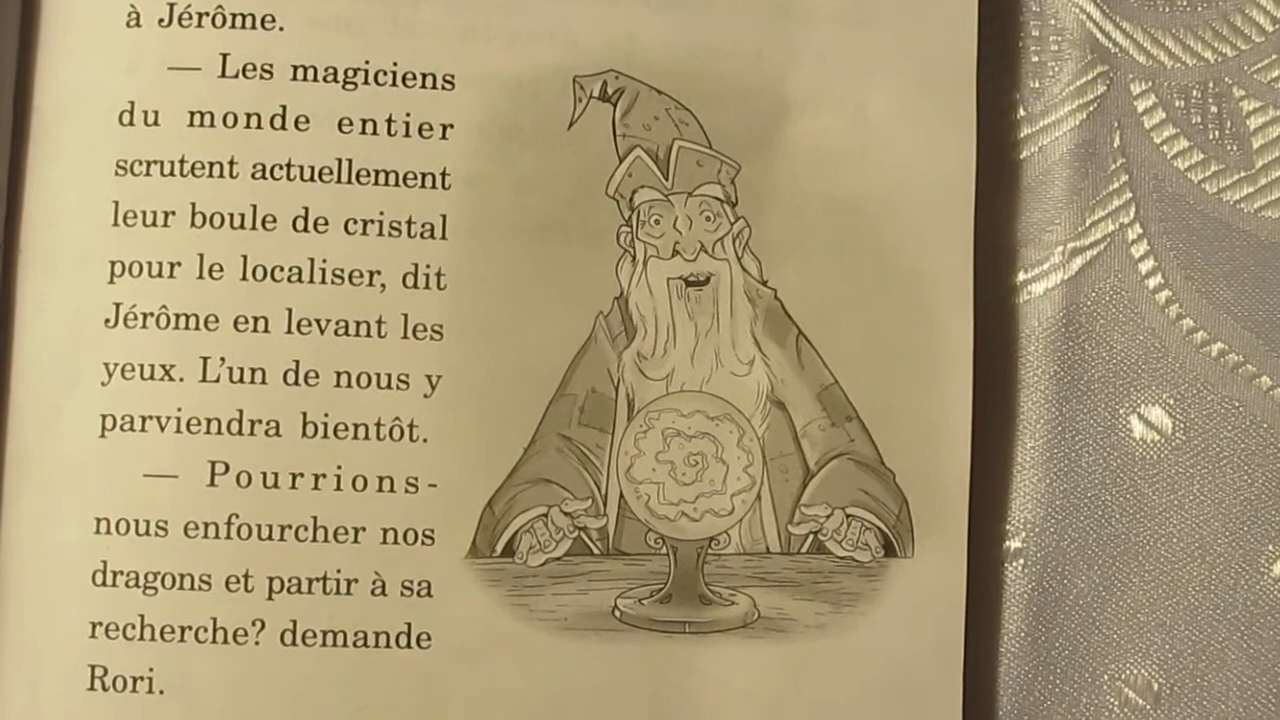 à Jérôme.
— Les magiciens
du monde entier
scrutent actuellement
leur boule de cristal
pour le localiser, dit
Jérôme en levant les
yeux. L’un de nous y
parviendra bientôt.
— Pourrions-
nous enfourcher nos
dragons et partir à sa
recherche? demande
Rori.